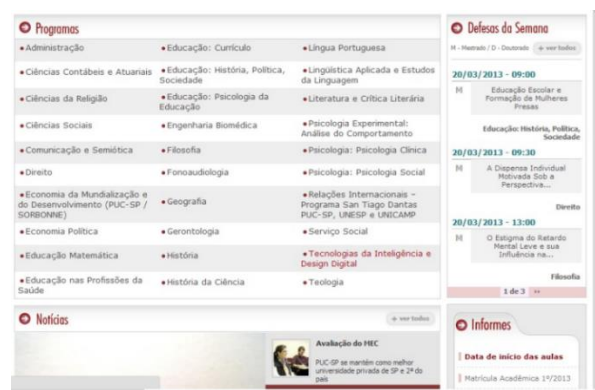 Programas
•Administração
•Educação: Currículo
•Língua Portuguesa
•Ciências Contábeis e Atuariais
•Educação: História, Política,
Sociedade
•Lingüística Aplicada e Estudos
da Linguagem
•Ciências da Religião
•Educação: Psicologia da
Educação
•Literatura e Crítica Literária
•Ciências Sociais
•Engenharia Biomédica
•Psicologia Experimental:
Análise do Comportamento
•Comunicação e Semiótica
•Filosofia
•Psicologia: Psicologia Clínica
•Direito
•Fonoaudiologia
•Psicologia: Psicologia Social
•Economia da Mundialização e
do Desenvolvimento (PUC-SP /
SORBONNE)
•Geografia
•Relações Internacionais -
Programa San Tiago Dantas
PUC-SP, UNESP e UNICAMP
•Economia Política
•Gerontologia
•Serviço Social
•Educação Matemática
•História
•Tecnologias da Inteligência e
Design Digital
•Educação nas Profissões da
Saúde
•História da Ciência
•Teologia
Notícias
+ ver todos
Avaliação do MEC
PUC-SP se mantém como melhor
universidade privada de SP e 2ª do
país
Defesas da Semana
M - Mestrado / D - Doutorado
+ ver todos
20/03/2013 - 09:00
M
Educação Escolar e
Formação de Mulheres
Presas
Educação: História, Política,
Sociedade
20/03/2013 - 09:30
M
A Dispensa Individual
Motivada Sob a
Perspectiva...
Direito
20/03/2013 - 13:00
M
O Estigma do Retardo
Mental Leve e sua
Influência na...
Filosofia
1 de 3 ››
Informes
Data de início das aulas
Matrícula Acadêmica 1º/2013